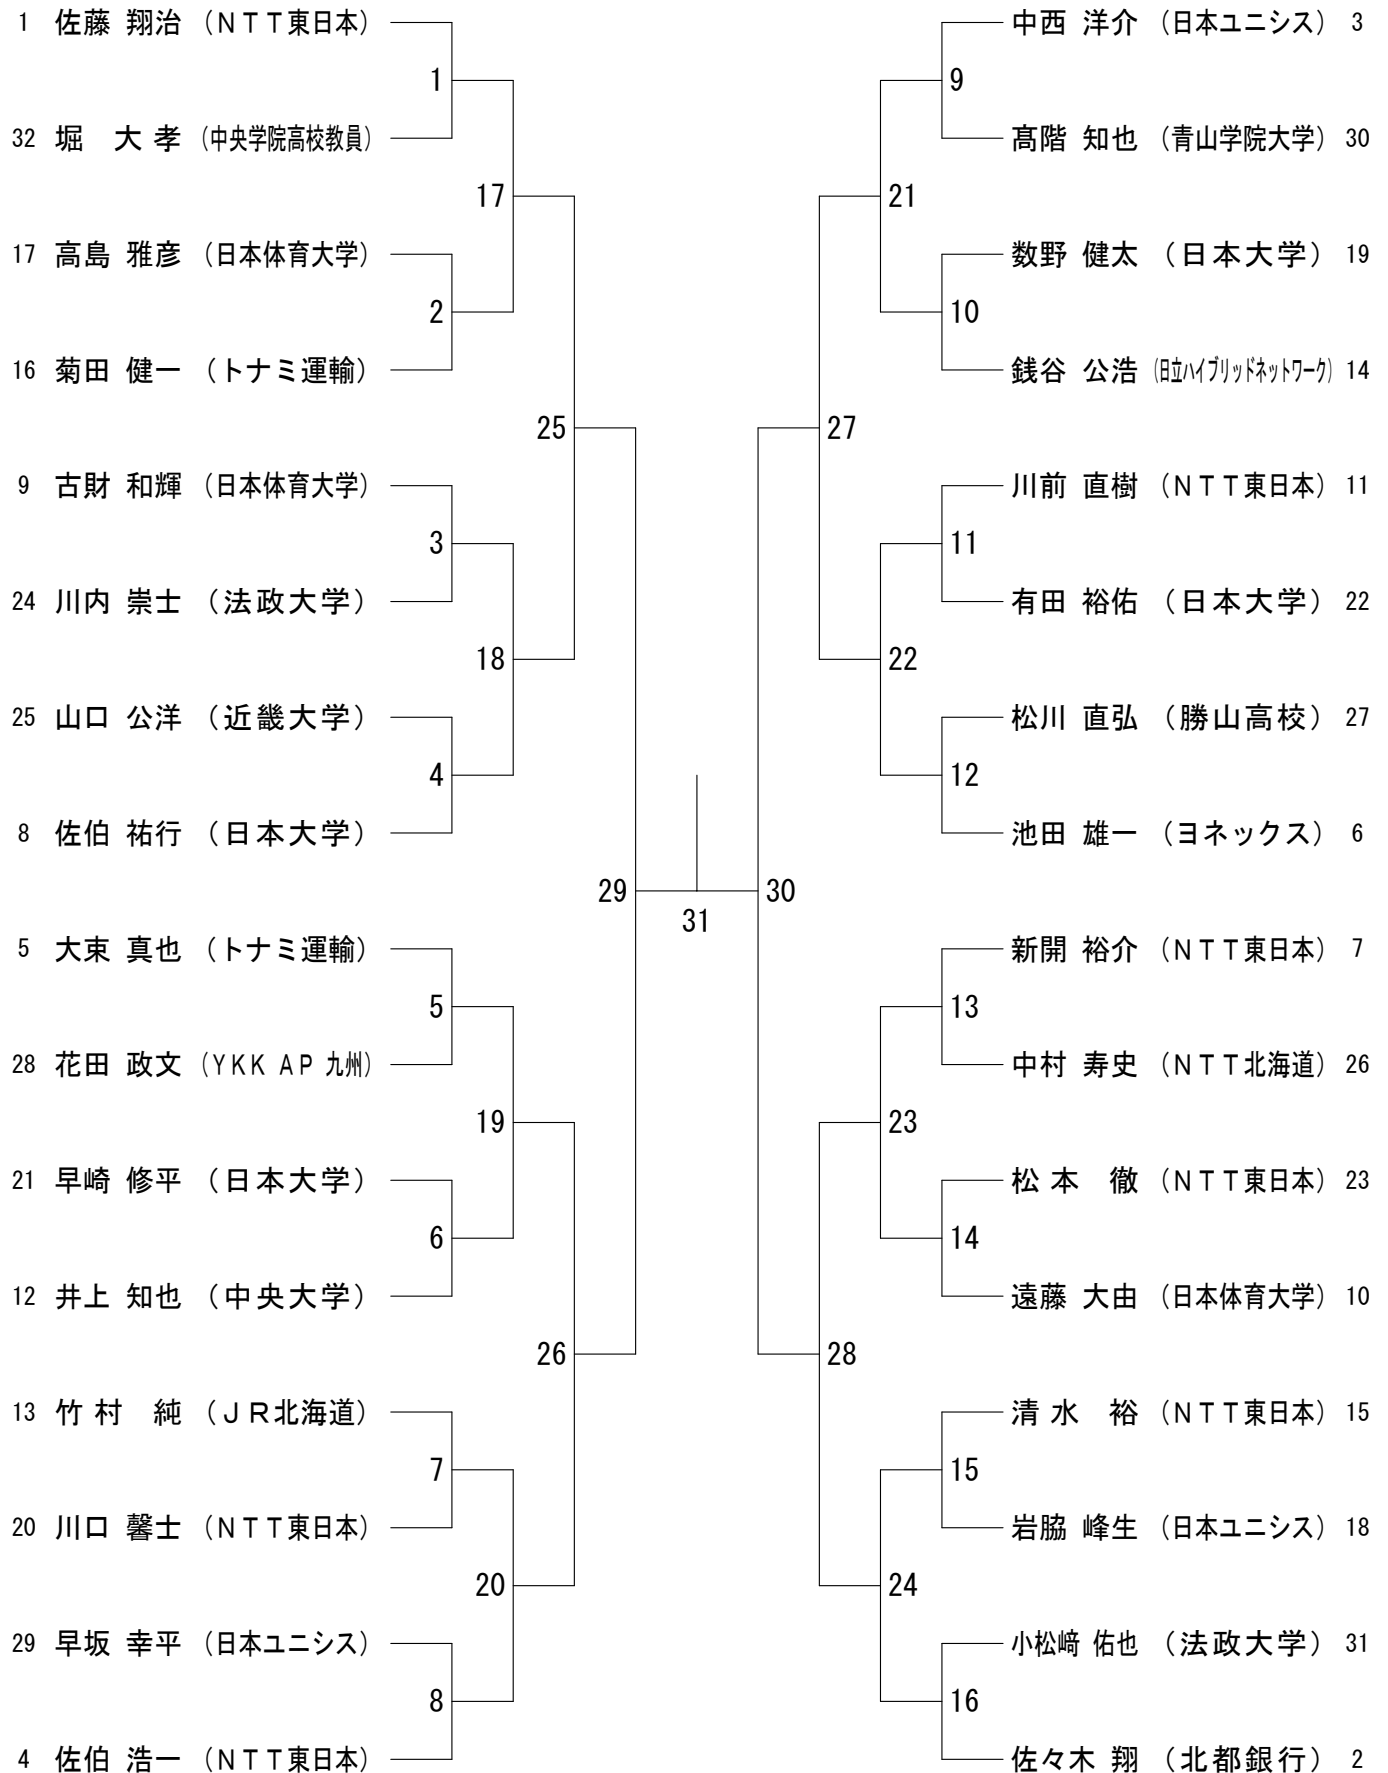 1 佐藤 翔治 （ＮＴＴ東日本）
32 堀 大 孝 （中央学院高校教員）
17 高島 雅彦 （日本体育大学）
16 菊田 健一 （トナミ運輸）
9 古財 和輝 （日本体育大学）
24 川内 崇士 （法政大学）
25 山口 公洋 （近畿大学）
8 佐伯 祐行 （日本大学）
5 大束 真也 （トナミ運輸）
28 花田 政文 （ＹＫＫ ＡＰ 九州）
21 早崎 修平 （日本大学）
12 井上 知也 （中央大学）
13 竹 村 純 （ＪＲ北海道）
20 川口 馨士 （ＮＴＴ東日本）
29 早坂 幸平 （日本ユニシス）
4 佐伯 浩一 （ＮＴＴ東日本）
1
2
3
4
5
6
7
8
17
18
19
20
25
26
29
31
30
27
28
21
22
23
24
9
10
11
12
13
14
15
16
中西 洋介 （日本ユニシス） 3
髙階 知也 （青山学院大学） 30
数野 健太 （日本大学） 19
銭谷 公浩 （日立ハイブリッドネットワーク） 14
川前 直樹 （ＮＴＴ東日本） 11
有田 裕佑 （日本大学） 22
松川 直弘 （勝山高校） 27
池田 雄一 （ヨネックス） 6
新開 裕介 （ＮＴＴ東日本） 7
中村 寿史 （ＮＴＴ北海道） 26
松 本 徹 （ＮＴＴ東日本） 23
遠藤 大由 （日本体育大学） 10
清 水 裕 （ＮＴＴ東日本） 15
岩脇 峰生 （日本ユニシス） 18
小松﨑 佑也 （法政大学） 31
佐々木 翔 （北都銀行） 2